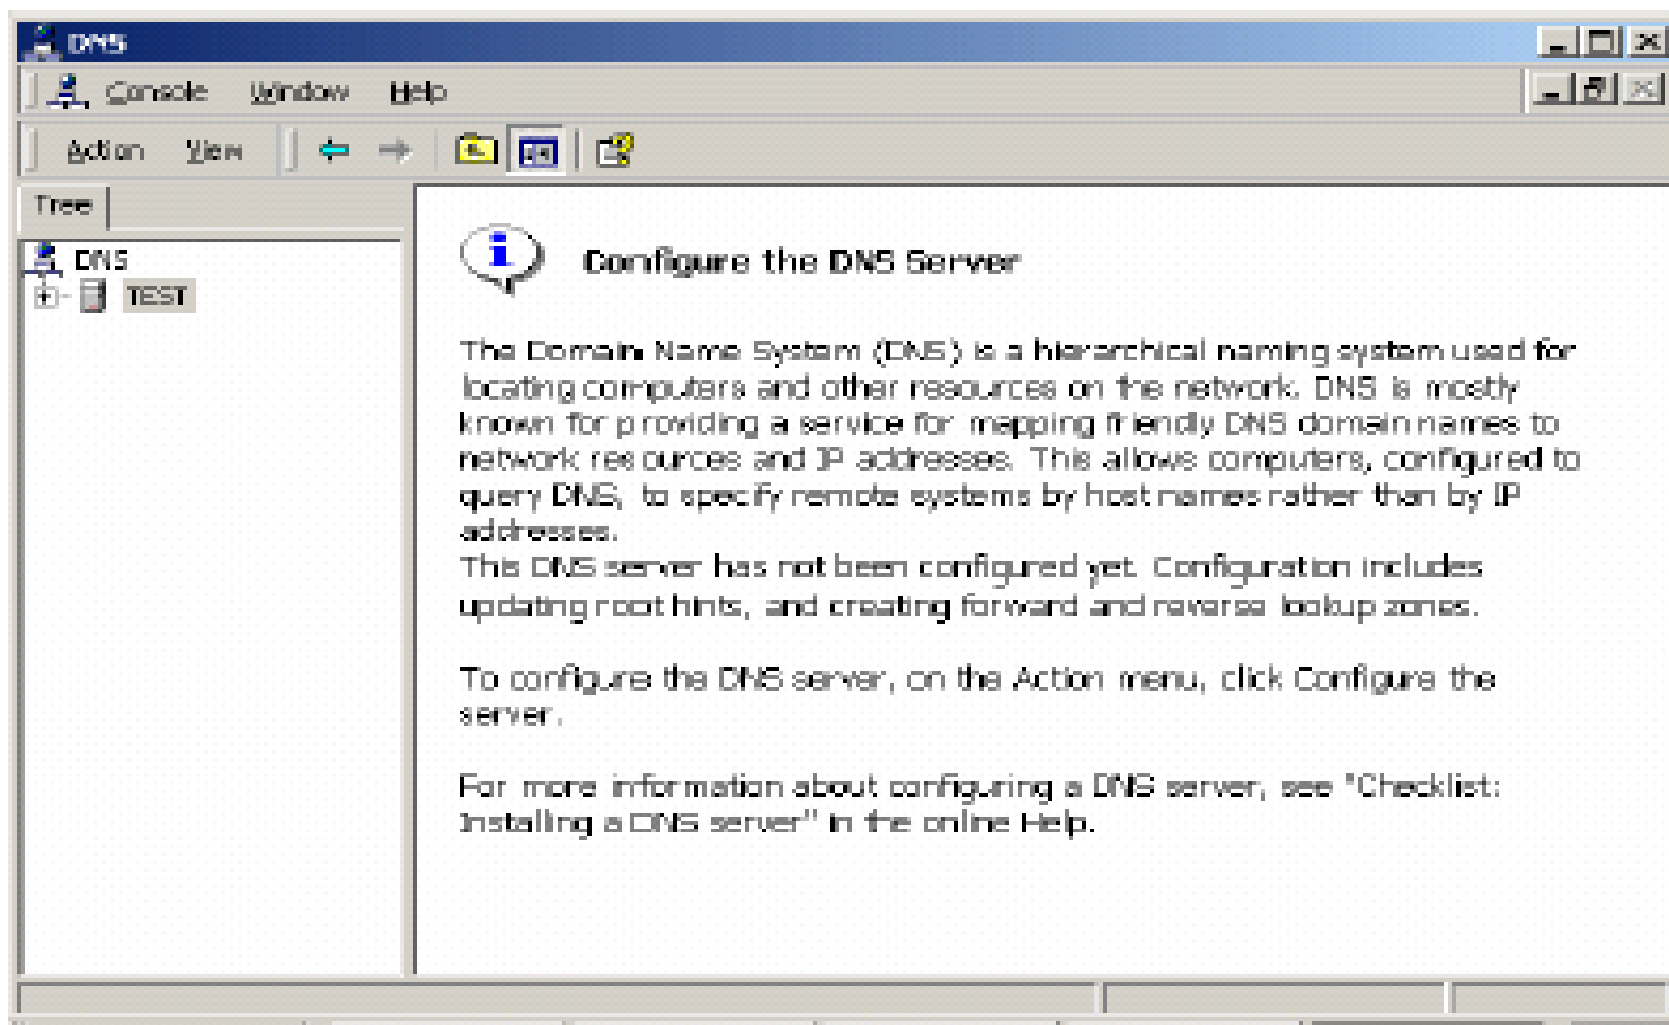 DNS
Console Window Help
Action View
Tree
DNS
TEST
Configure the DNS Server
The Domain Name System (DNS) is a hierarchical naming system used for
locating computers and other resources on the network. DNS is mostly
known for providing a service for mapping friendly DNS domain names to
network resources and IP addresses. This allows computers, configured to
query DNS, to specify remote systems by host names rather than by IP
addresses.
This DNS server has not been configured yet. Configuration includes
updating root hints, and creating forward and reverse lookup zones.
To configure the DNS server, on the Action menu, click Configure the
server.
For more information about configuring a DNS server, see "Checklist:
Installing a DNS server" in the online Help.